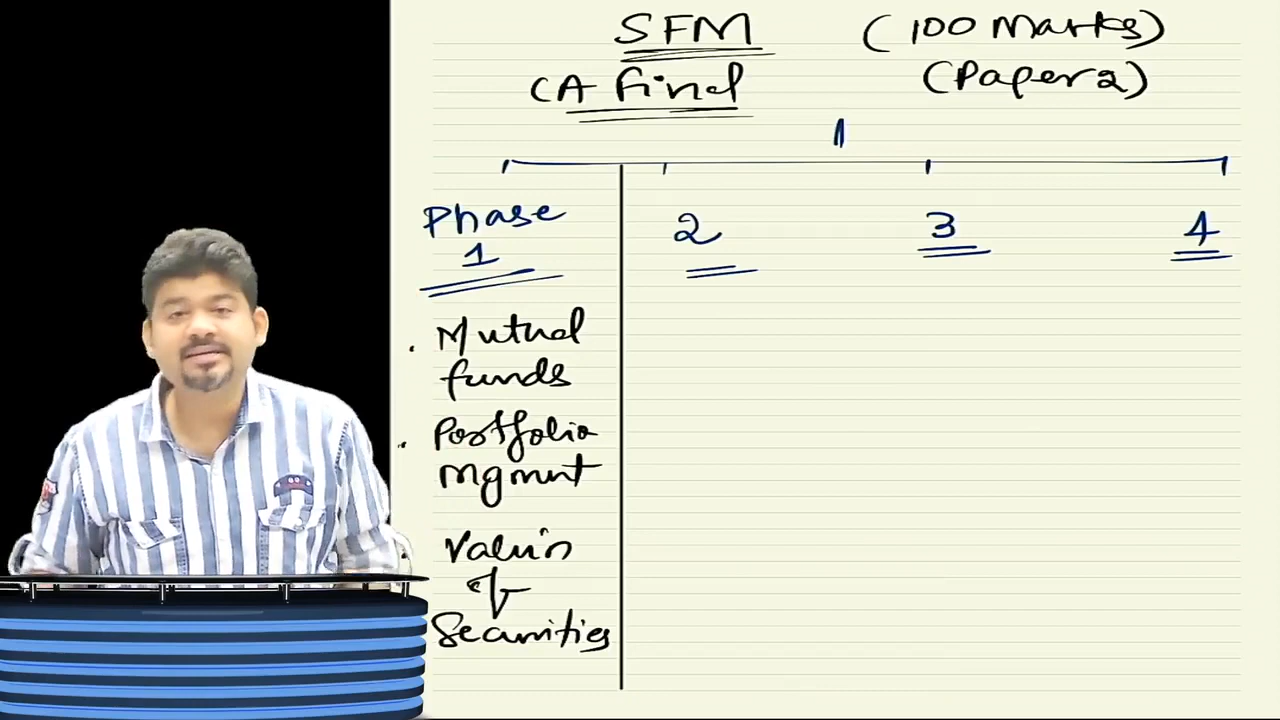 SFM (100 Marks)
CA Final (Paper 2)
Phase 2 3 4
1
Mutual
funds
Portfolio
Mgmnt
Valu'n
of
Securities